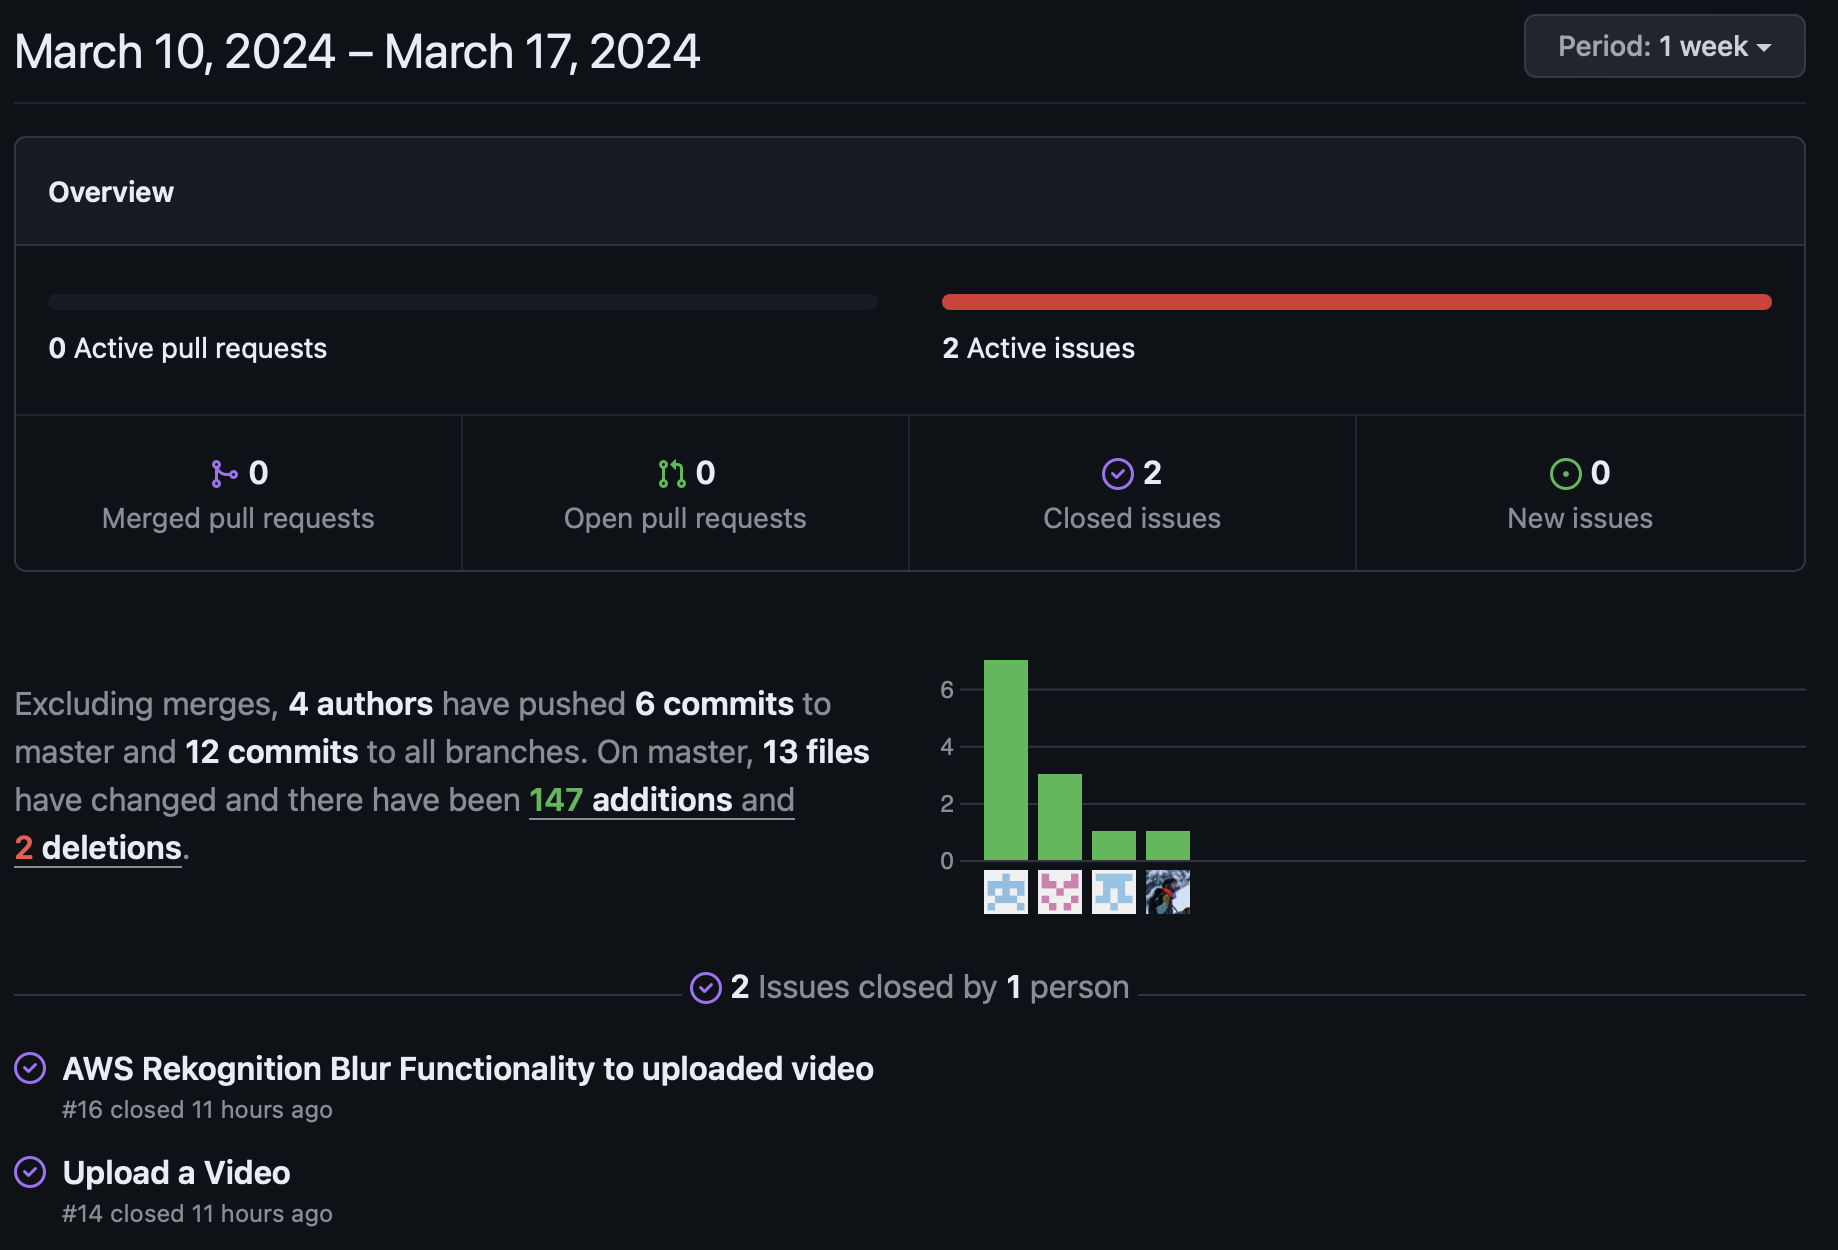 March 10, 2024 – March 17, 2024
Period: 1 week
Overview
0 Active pull requests
2 Active issues
0
Merged pull requests
0
Open pull requests
2
Closed issues
0
New issues
Excluding merges, 4 authors have pushed 6 commits to
master and 12 commits to all branches. On master, 13 files
have changed and there have been 147 additions and
2 deletions.
6
4
2
0
2 Issues closed by 1 person
AWS Rekognition Blur Functionality to uploaded video
#16 closed 11 hours ago
Upload a Video
#14 closed 11 hours ago